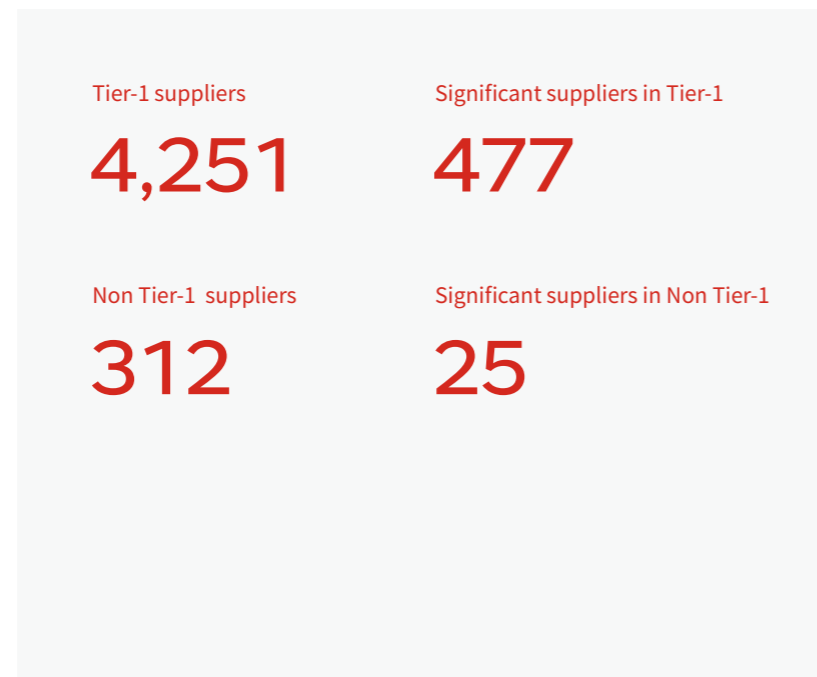 Tier-1 suppliers
4,251
Significant suppliers in Tier-1
477
Non Tier-1  suppliers
312
Significant suppliers in Non Tier-1
25